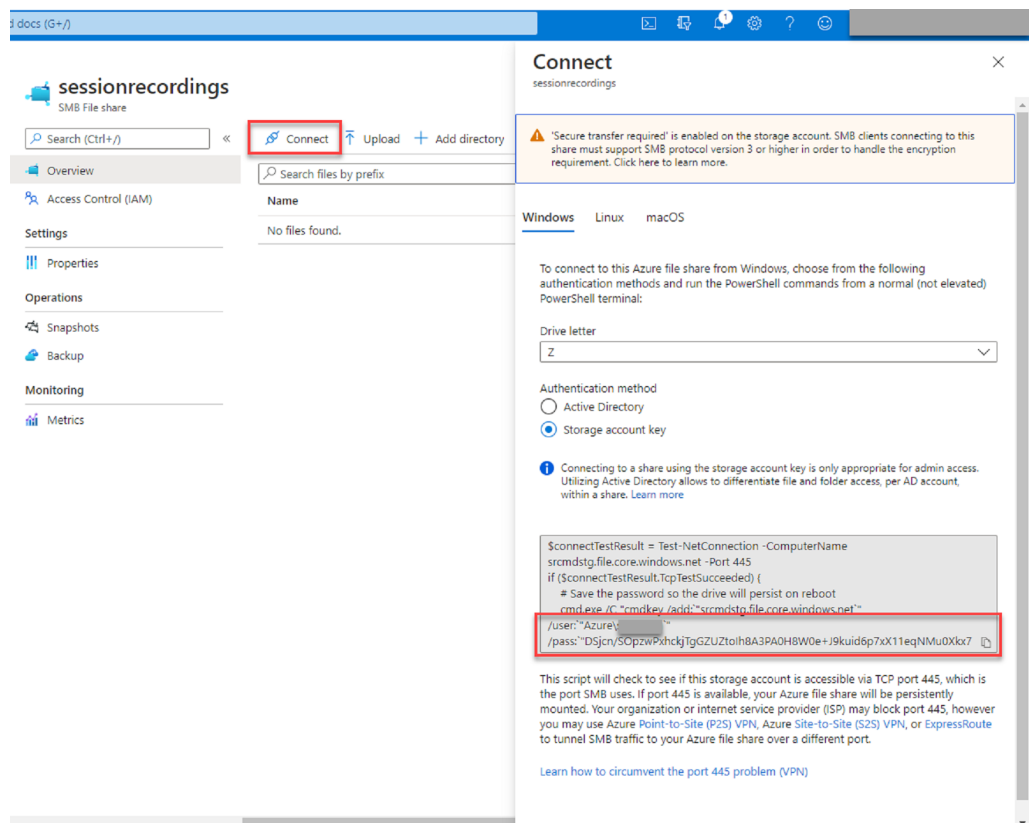 d docs (G+/)
1
sessionrecordings
SMB File share
Search (Ctrl+/)
«
Overview
Access Control (IAM)
Settings
Properties
Operations
Snapshots
Backup
Monitoring
Metrics
Connect
Upload
Add directory
Search files by prefix
Name
No files found.
Connect
sessionrecordings
'Secure transfer required' is enabled on the storage account. SMB clients connecting to this
share must support SMB protocol version 3 or higher in order to handle the encryption
requirement. Click here to learn more.
Windows Linux macOS
To connect to this Azure file share from Windows, choose from the following
authentication methods and run the PowerShell commands from a normal (not elevated)
PowerShell terminal:
Drive letter
Z
Authentication method
Active Directory
Storage account key
Connecting to a share using the storage account key is only appropriate for admin access.
Utilizing Active Directory allows to differentiate file and folder access, per AD account,
within a share. Learn more
$connectTestResult = Test-NetConnection -ComputerName
srcmdstg.file.core.windows.net -Port 445
if ($connectTestResult.TcpTestSucceeded) {
# Save the password so the drive will persist on reboot
cmd.exe /C "cmdkey /add:`"srcmdstg.file.core.windows.net`"
/user:`"Azure\ `"
/pass:`"DSjcn/SOpzwPxhckjTgGZUZtoIh8A3PA0H8W0e+J9kuid6p7xX11eqNMu0Xkx7
This script will check to see if this storage account is accessible via TCP port 445, which is
the port SMB uses. If port 445 is available, your Azure file share will be persistently
mounted. Your organization or internet service provider (ISP) may block port 445, however
you may use Azure Point-to-Site (P2S) VPN, Azure Site-to-Site (S2S) VPN, or ExpressRoute
to tunnel SMB traffic to your Azure file share over a different port.
Learn how to circumvent the port 445 problem (VPN)